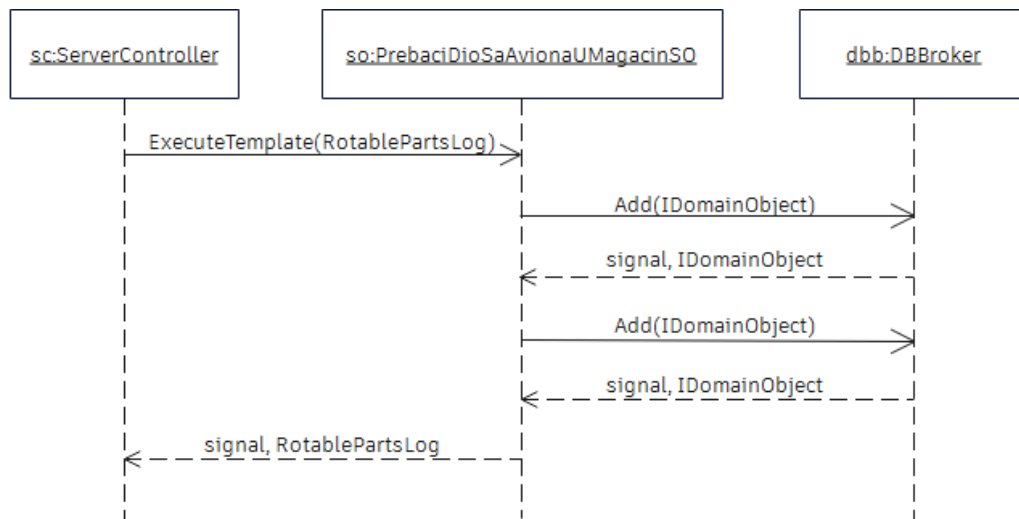 sc:ServerController
so:PrebaciDioSaAvionaUMagacinSO
dbb:DBBroker
ExecuteTemplate(RotablePartsLog)
Add(IDomainObject)
signal, IDomainObject
Add(IDomainObject)
signal, IDomainObject
signal, RotablePartsLog